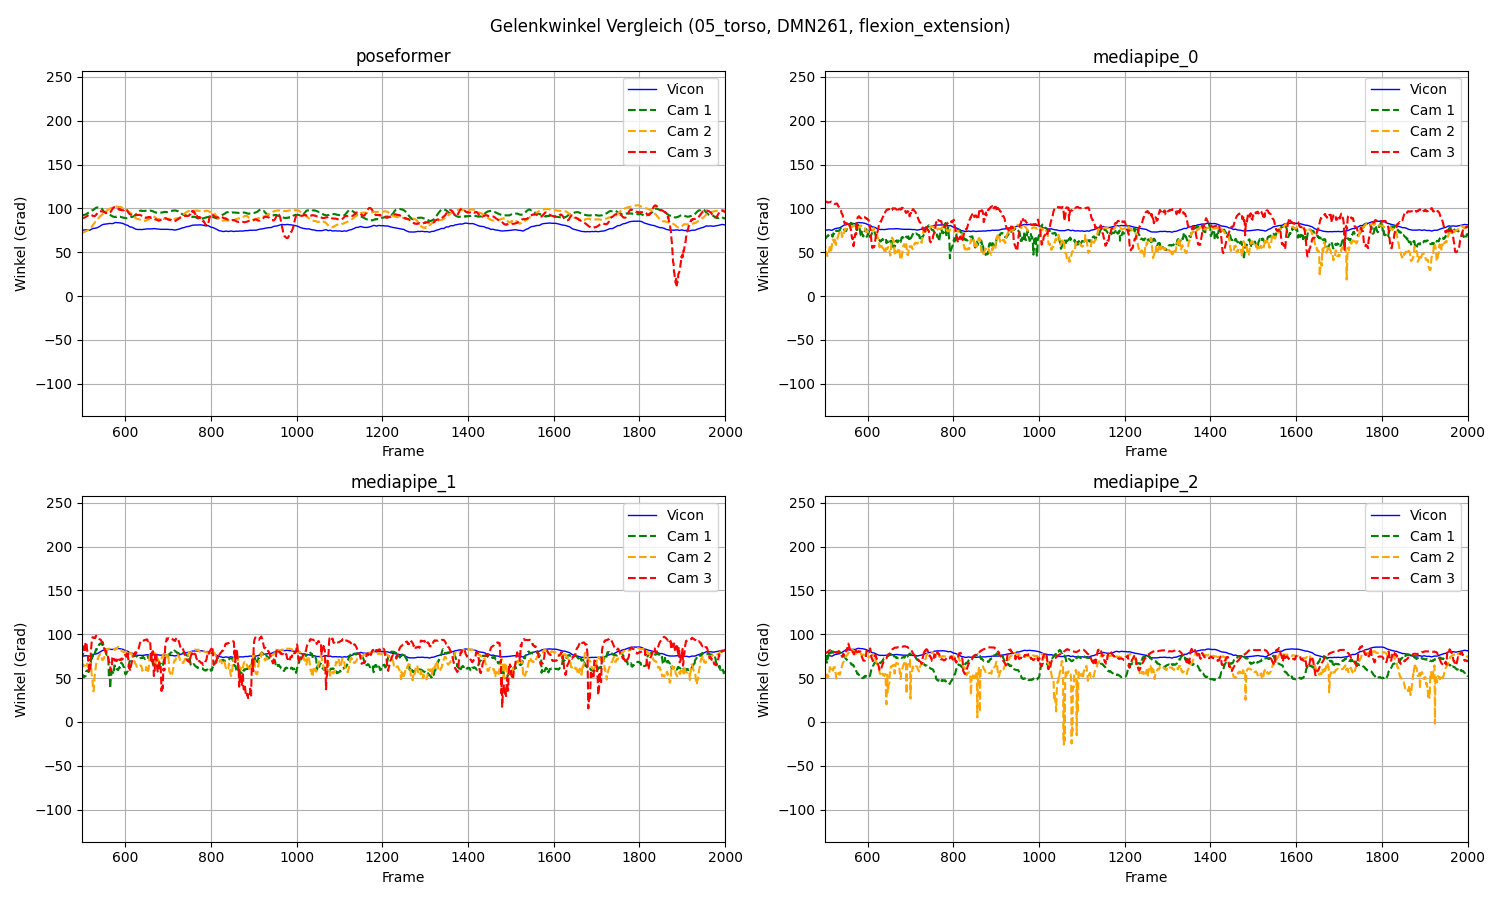 Gelenkwinkel Vergleich (05_torso, DMN261, flexion_extension)
poseformer
250
200
150
100
50
0
−50
−100
Winkel (Grad)
600 800 1000 1200 1400 1600 1800 2000
Frame
Vicon
Cam 1
Cam 2
Cam 3
mediapipe_0
250
200
150
100
50
0
−50
−100
Winkel (Grad)
600 800 1000 1200 1400 1600 1800 2000
Frame
Vicon
Cam 1
Cam 2
Cam 3
mediapipe_1
250
200
150
100
50
0
−50
−100
Winkel (Grad)
600 800 1000 1200 1400 1600 1800 2000
Frame
Vicon
Cam 1
Cam 2
Cam 3
mediapipe_2
250
200
150
100
50
0
−50
−100
Winkel (Grad)
600 800 1000 1200 1400 1600 1800 2000
Frame
Vicon
Cam 1
Cam 2
Cam 3